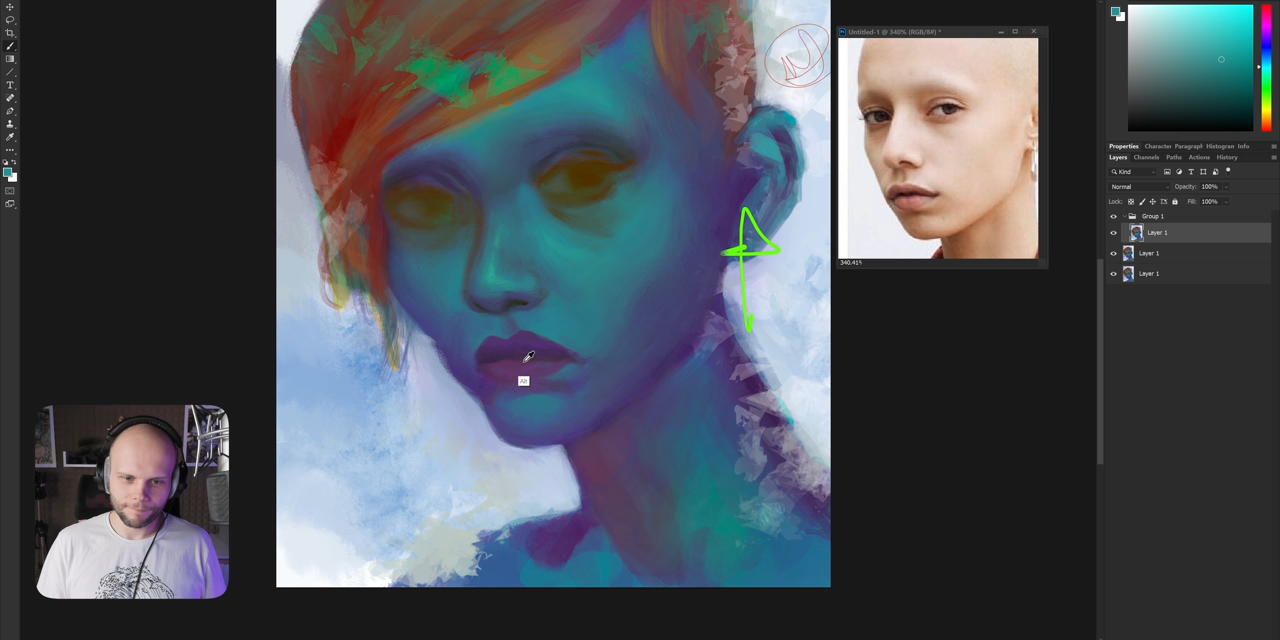 Untitled-1 @ 340% (RGB/8#) *
340.41%
Alt
Properties Character Paragraph Histogram Info
Layers Channels Paths Actions History
Kind
Normal Opacity: 100%
Lock: Fill: 100%
Group 1
Layer 1
Layer 1
Layer 1